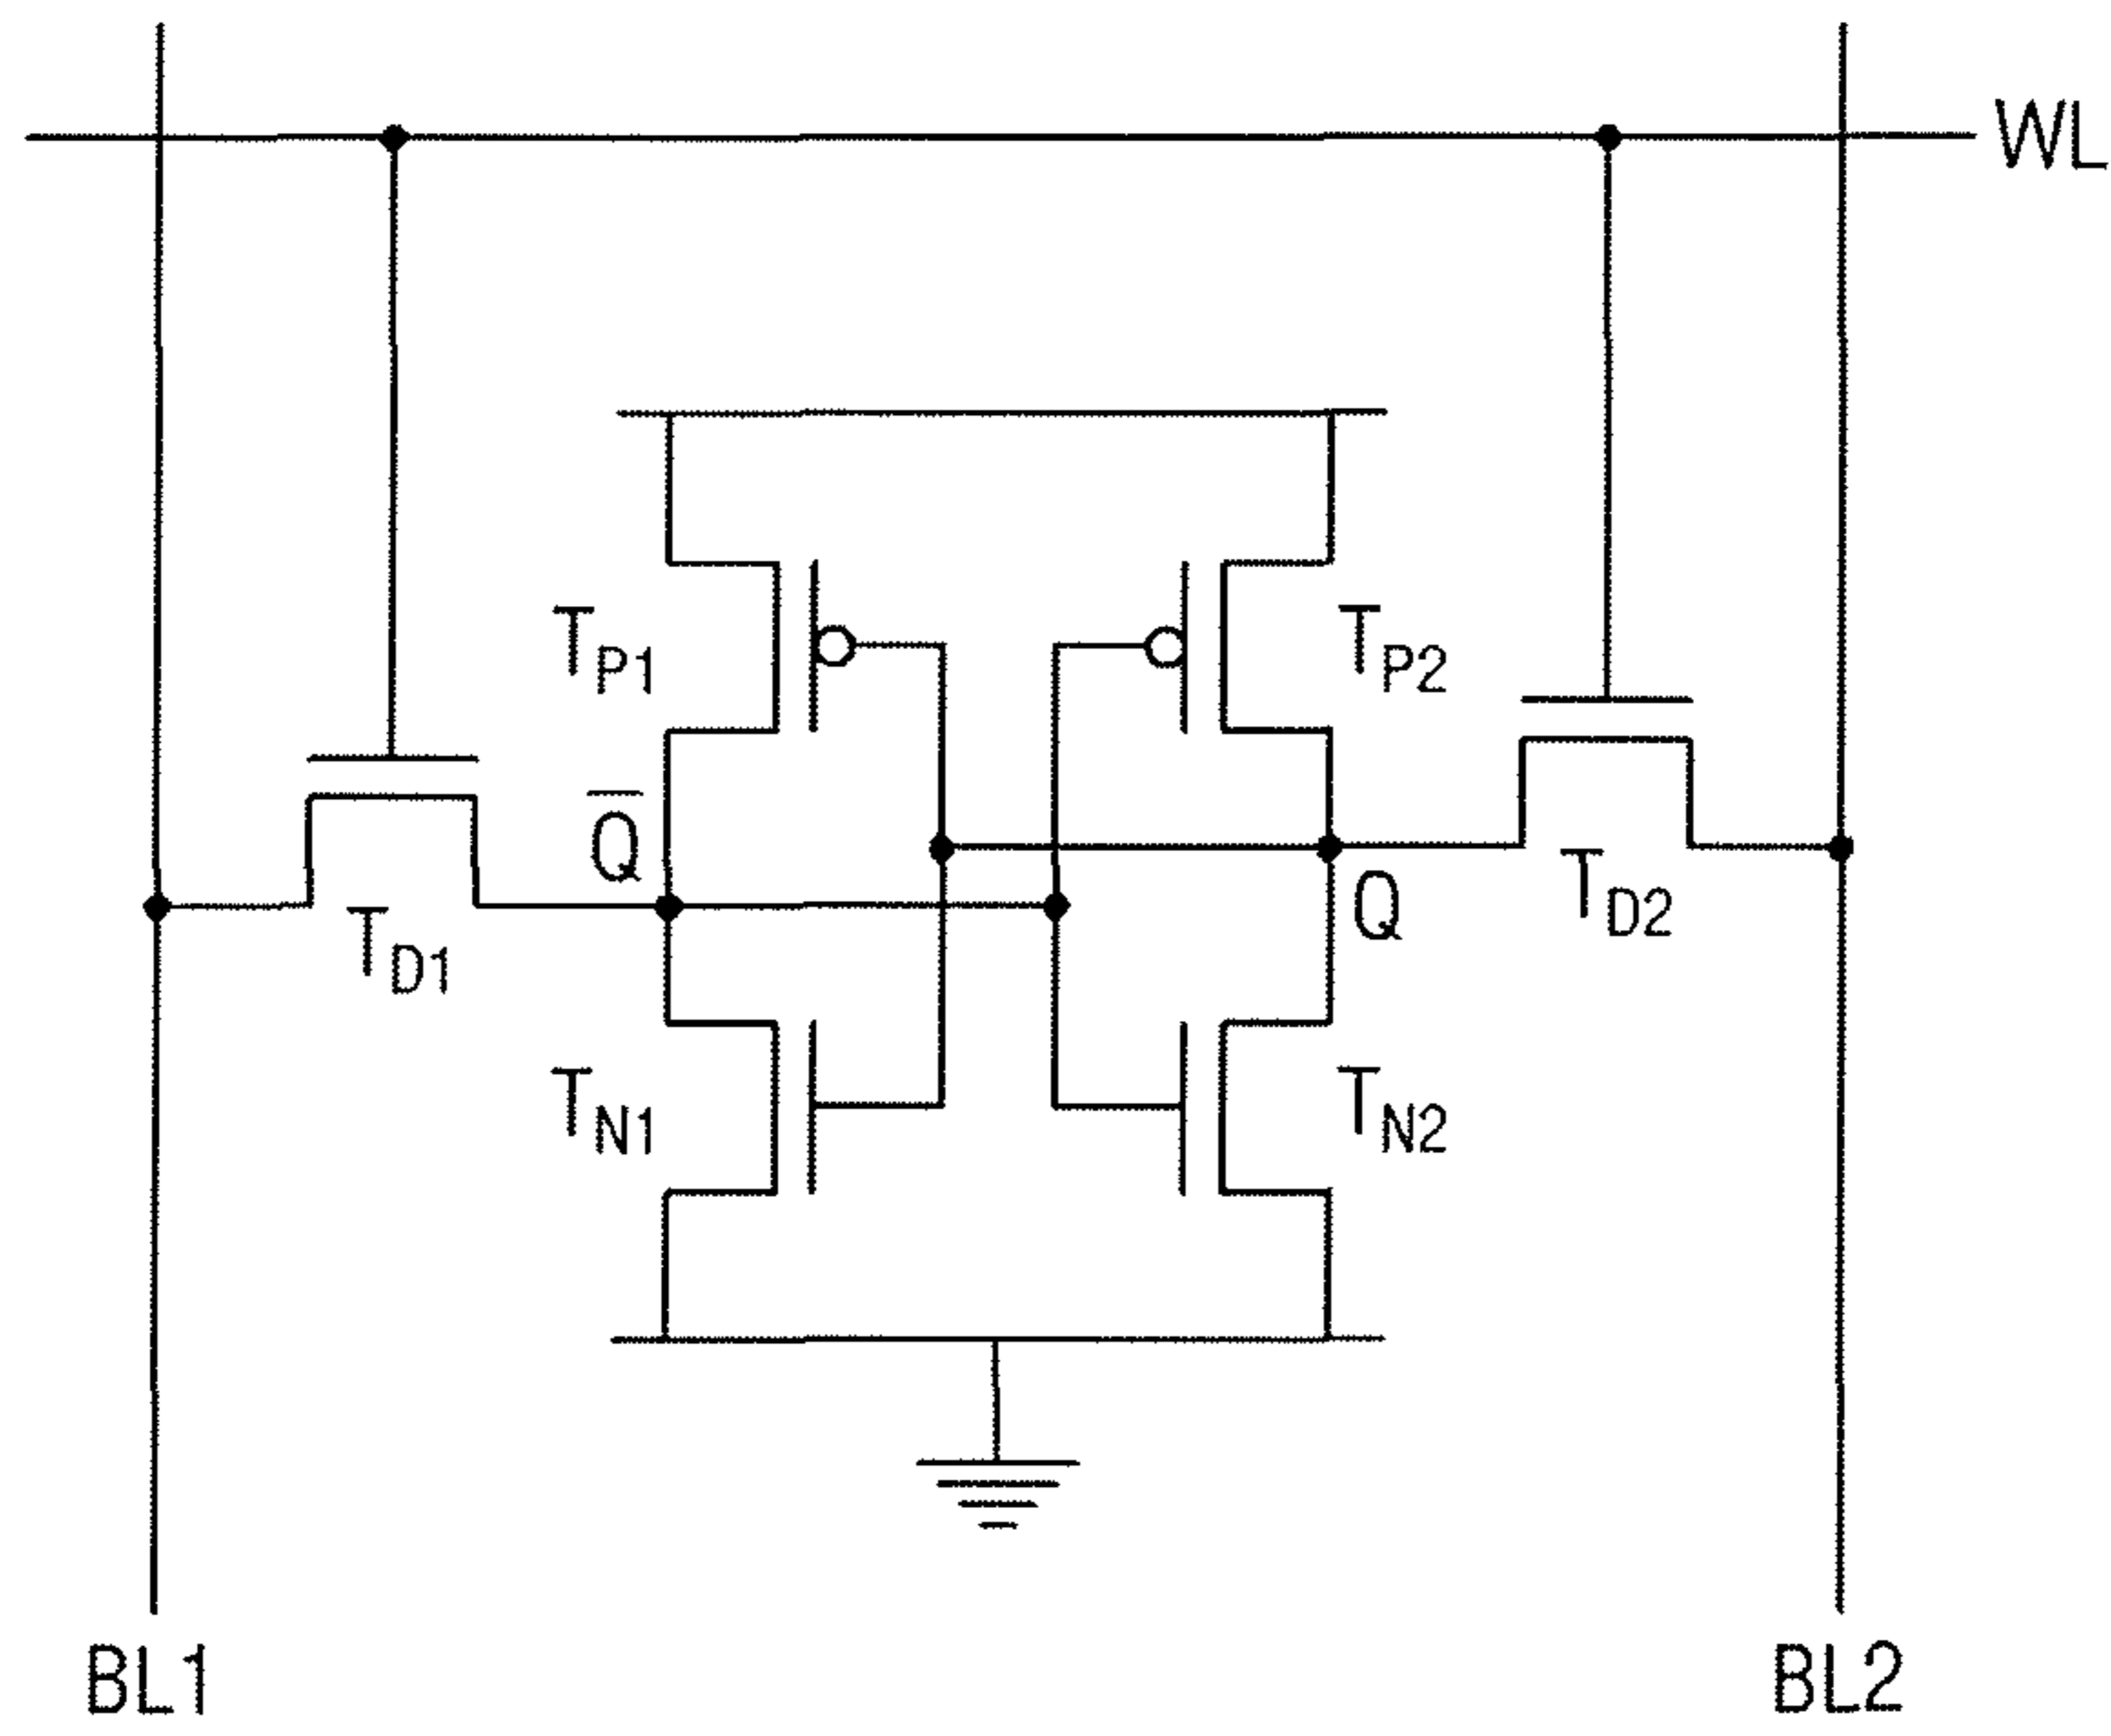 WL
T_P1
T_P2
Q̅
T_D1
Q
T_D2
T_N1
T_N2
BL1
BL2